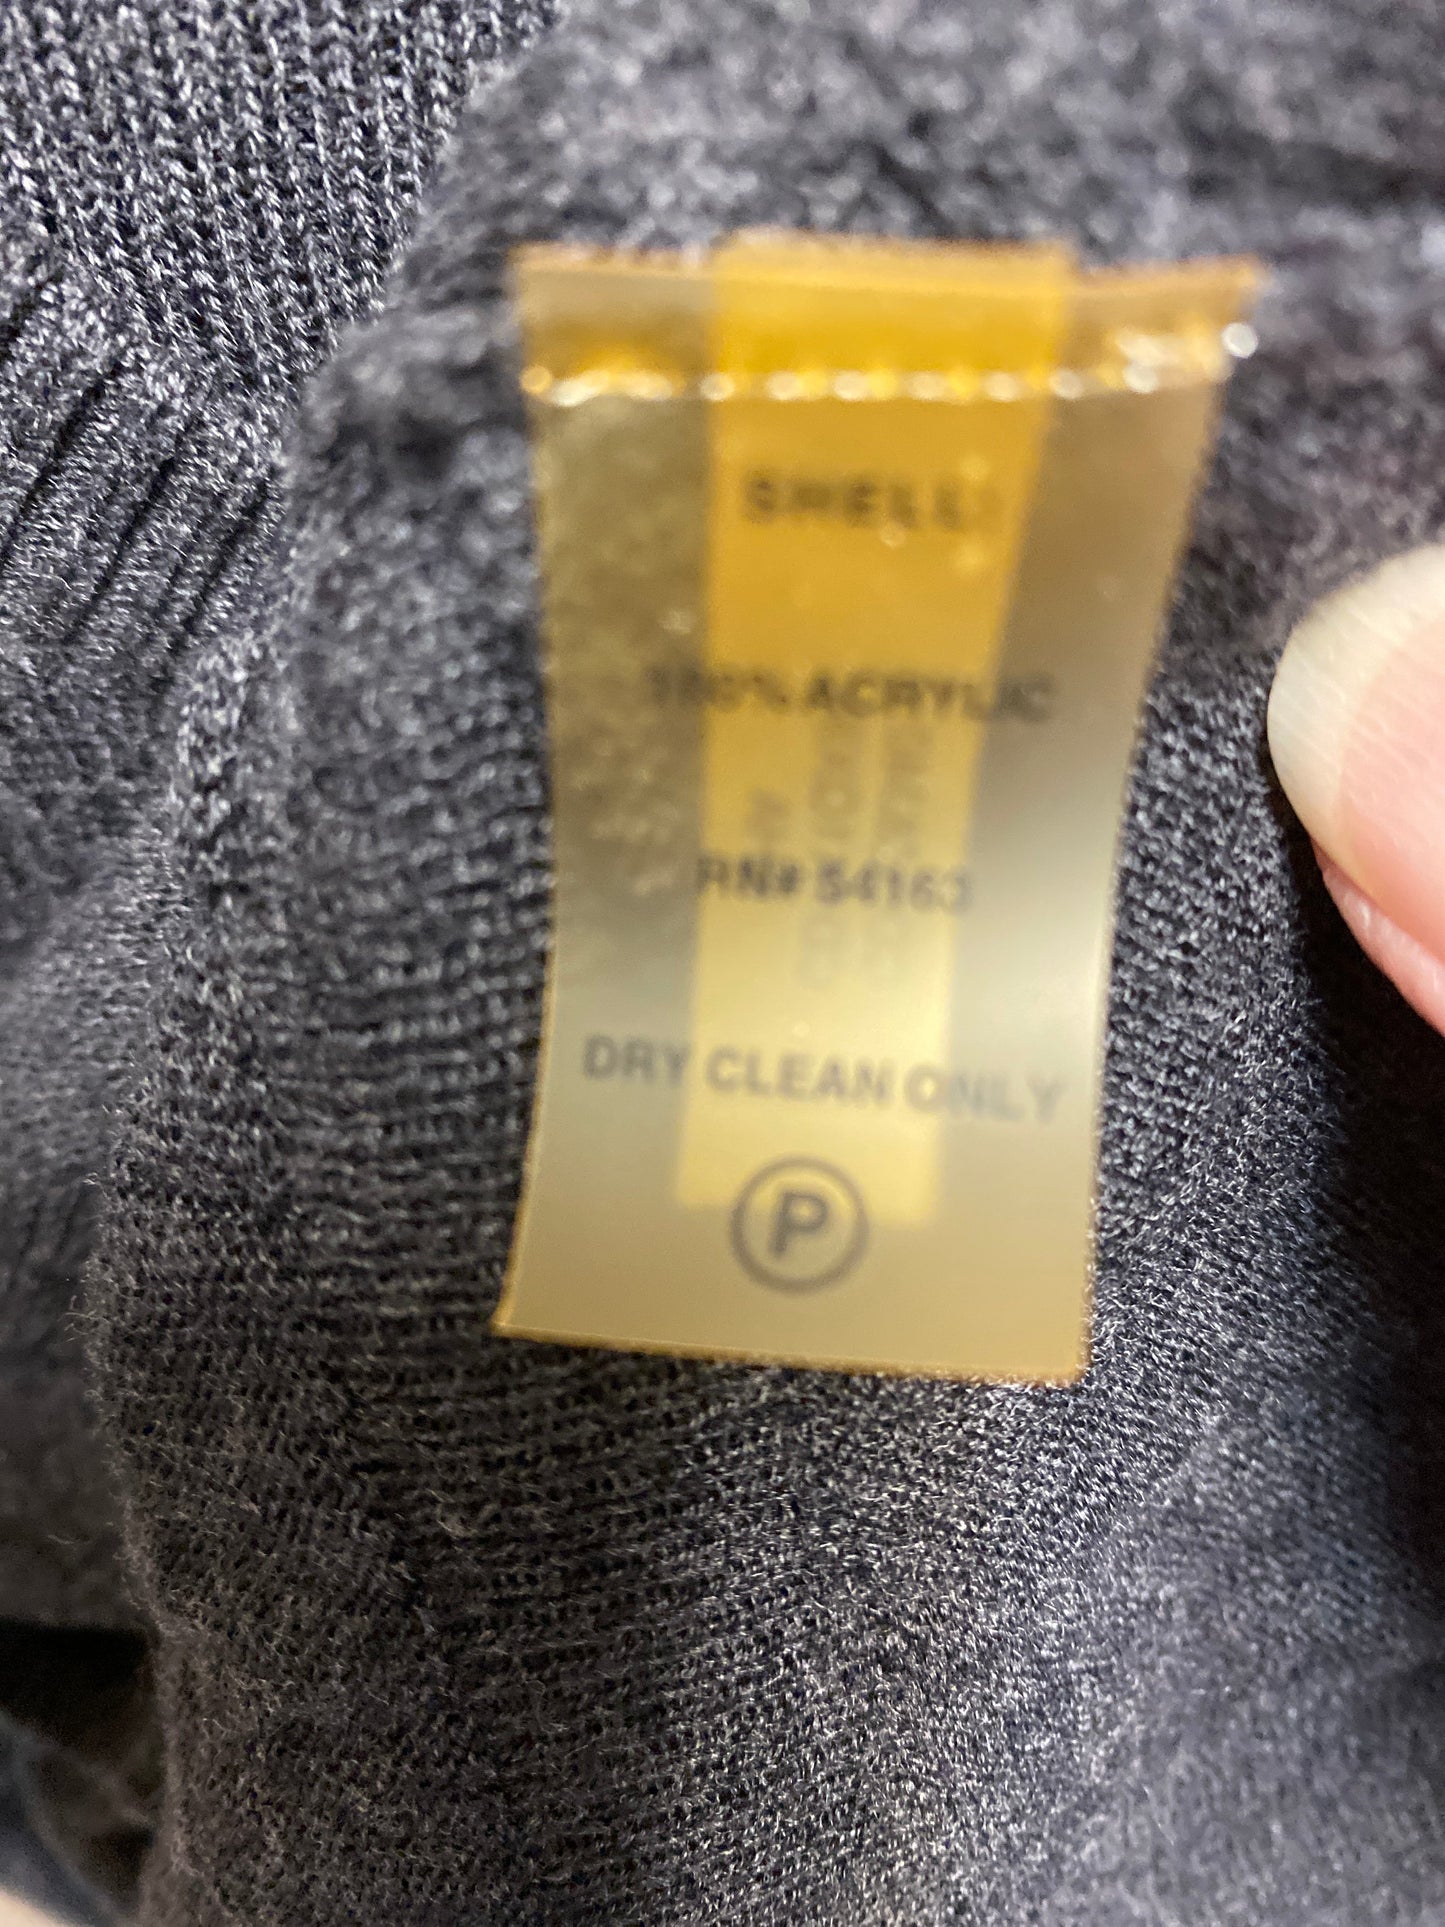 SHELL:
100% ACRYLIC
RN# 54163
DRY CLEAN ONLY
P